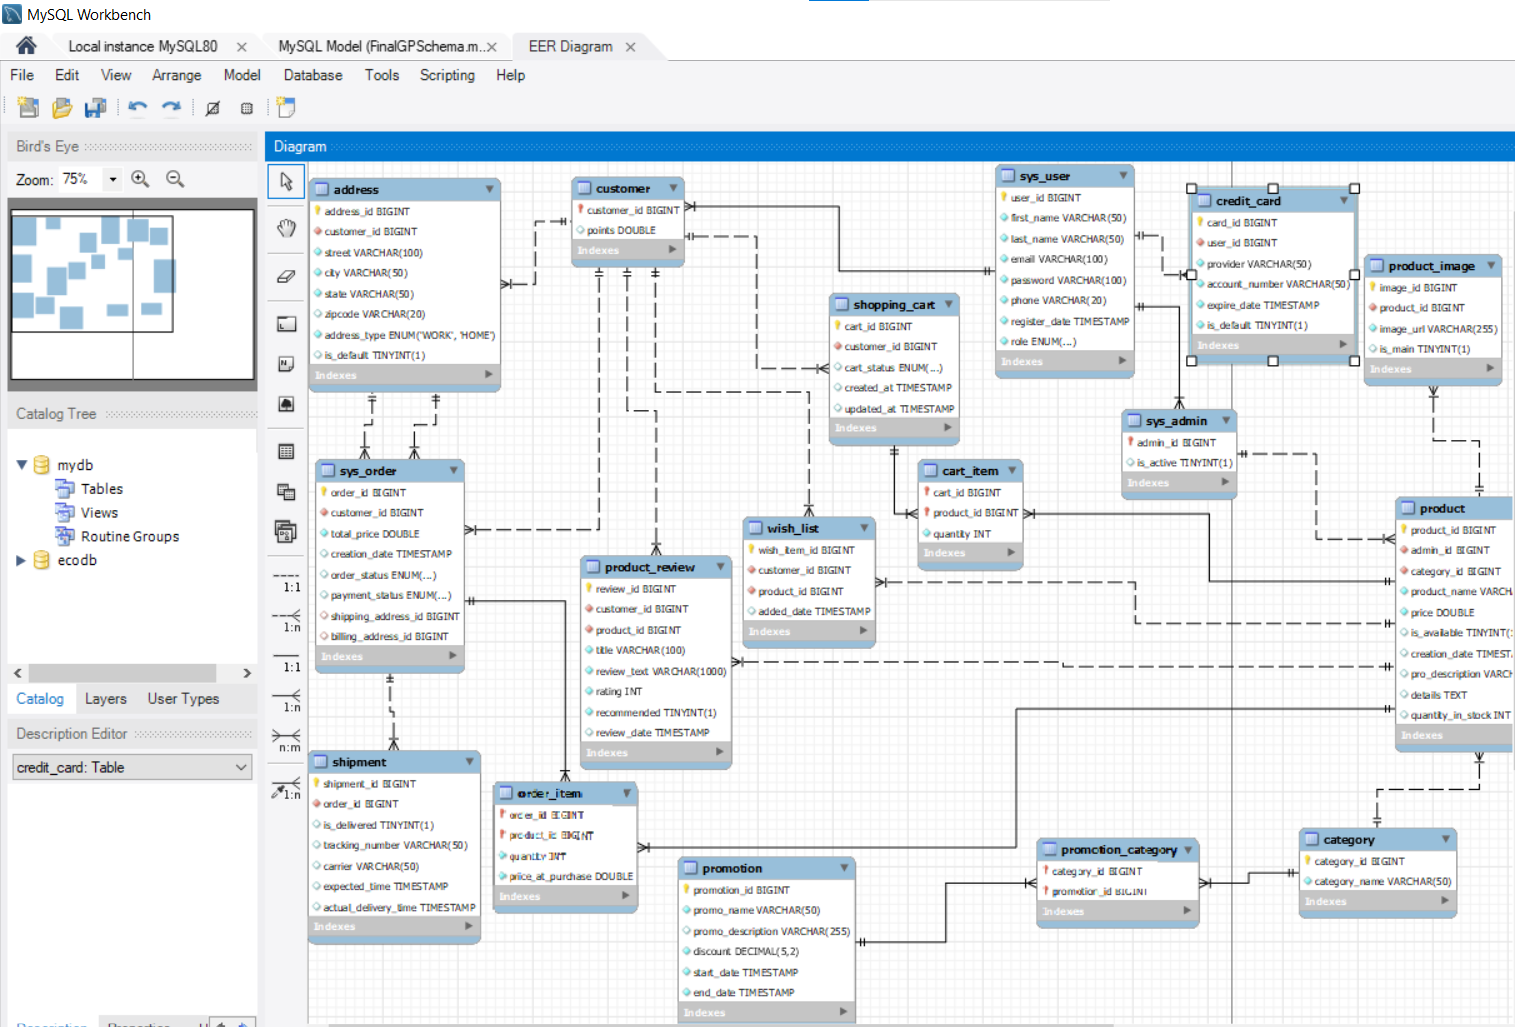 MySQL Workbench
Local instance MySQL80
MySQL Model (FinalGPSchema.m...
EER Diagram
File Edit View Arrange Model Database Tools Scripting Help
Bird's Eye
Zoom: 75%
Catalog Tree
mydb
Tables
Views
Routine Groups
ecodb
Catalog Layers User Types
Description Editor
credit_card: Table
Diagram
1:1
1:n
1:1
1:n
n:m
1:n
address
address_id BIGINT
customer_id BIGINT
street VARCHAR(100)
city VARCHAR(50)
state VARCHAR(50)
zipcode VARCHAR(20)
address_type ENUM('WORK', 'HOME')
is_default TINYINT(1)
Indexes
customer
customer_id BIGINT
points DOUBLE
Indexes
sys_user
user_id BIGINT
first_name VARCHAR(50)
last_name VARCHAR(50)
email VARCHAR(100)
password VARCHAR(100)
phone VARCHAR(20)
register_date TIMESTAMP
role ENUM(...)
Indexes
credit_card
card_id BIGINT
user_id BIGINT
provider VARCHAR(50)
account_number VARCHAR(50)
expire_date TIMESTAMP
is_default TINYINT(1)
Indexes
product_image
image_id BIGINT
product_id BIGINT
image_url VARCHAR(255)
is_main TINYINT(1)
Indexes
shopping_cart
cart_id BIGINT
customer_id BIGINT
cart_status ENUM(...)
created_at TIMESTAMP
updated_at TIMESTAMP
Indexes
sys_admin
admin_id BIGINT
is_active TINYINT(1)
Indexes
sys_order
order_id BIGINT
customer_id BIGINT
total_price DOUBLE
creation_date TIMESTAMP
order_status ENUM(...)
payment_status ENUM(...)
shipping_address_id BIGINT
billing_address_id BIGINT
Indexes
cart_item
cart_id BIGINT
product_id BIGINT
quantity INT
Indexes
wish_list
wish_item_id BIGINT
customer_id BIGINT
product_id BIGINT
added_date TIMESTAMP
Indexes
product
product_id BIGINT
admin_id BIGINT
category_id BIGINT
product_name VARCH
price DOUBLE
is_available TINYINT(
creation_date TIMEST
pro_description VARCH
details TEXT
quantity_in_stock INT
Indexes
product_review
review_id BIGINT
customer_id BIGINT
product_id BIGINT
title VARCHAR(100)
review_text VARCHAR(1000)
rating INT
recommended TINYINT(1)
review_date TIMESTAMP
Indexes
shipment
shipment_id BIGINT
order_id BIGINT
is_delivered TINYINT(1)
tracking_number VARCHAR(50)
carrier VARCHAR(50)
expected_time TIMESTAMP
actual_delivery_time TIMESTAMP
Indexes
order_item
order_id BIGINT
product_id BIGINT
quantity INT
price_at_purchase DOUBLE
Indexes
promotion
promotion_id BIGINT
promo_name VARCHAR(50)
promo_description VARCHAR(255)
discount DECIMAL(5,2)
start_date TIMESTAMP
end_date TIMESTAMP
Indexes
promotion_category
category_id BIGINT
promotion_id BIGINT
Indexes
category
category_id BIGINT
category_name VARCHAR(50)
Indexes
Description Properties H